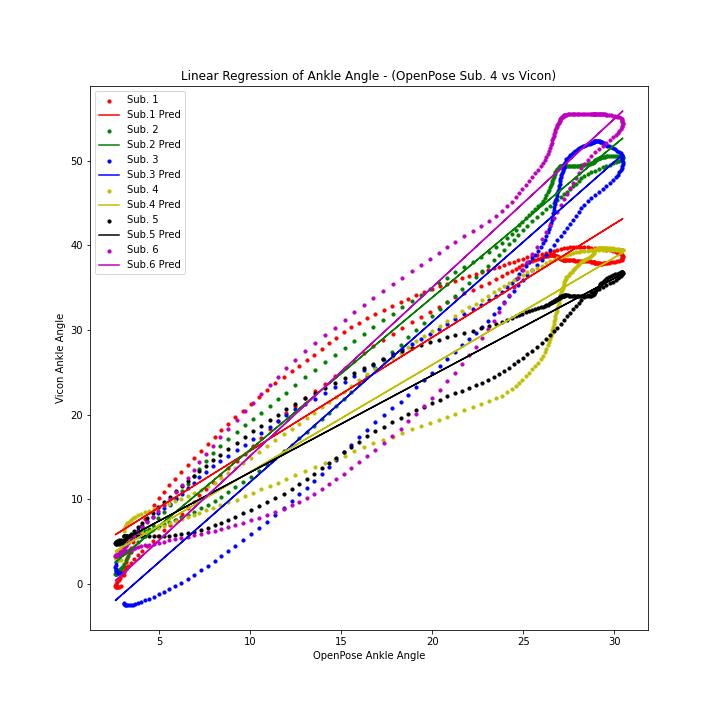 Linear Regression of Ankle Angle - (OpenPose Sub. 4 vs Vicon)
Sub. 1
Sub.1 Pred
Sub. 2
Sub.2 Pred
Sub. 3
Sub.3 Pred
Sub. 4
Sub.4 Pred
Sub. 5
Sub.5 Pred
Sub. 6
Sub.6 Pred
50
40
30
20
10
0
Vicon Ankle Angle
5 10 15 20 25 30
OpenPose Ankle Angle